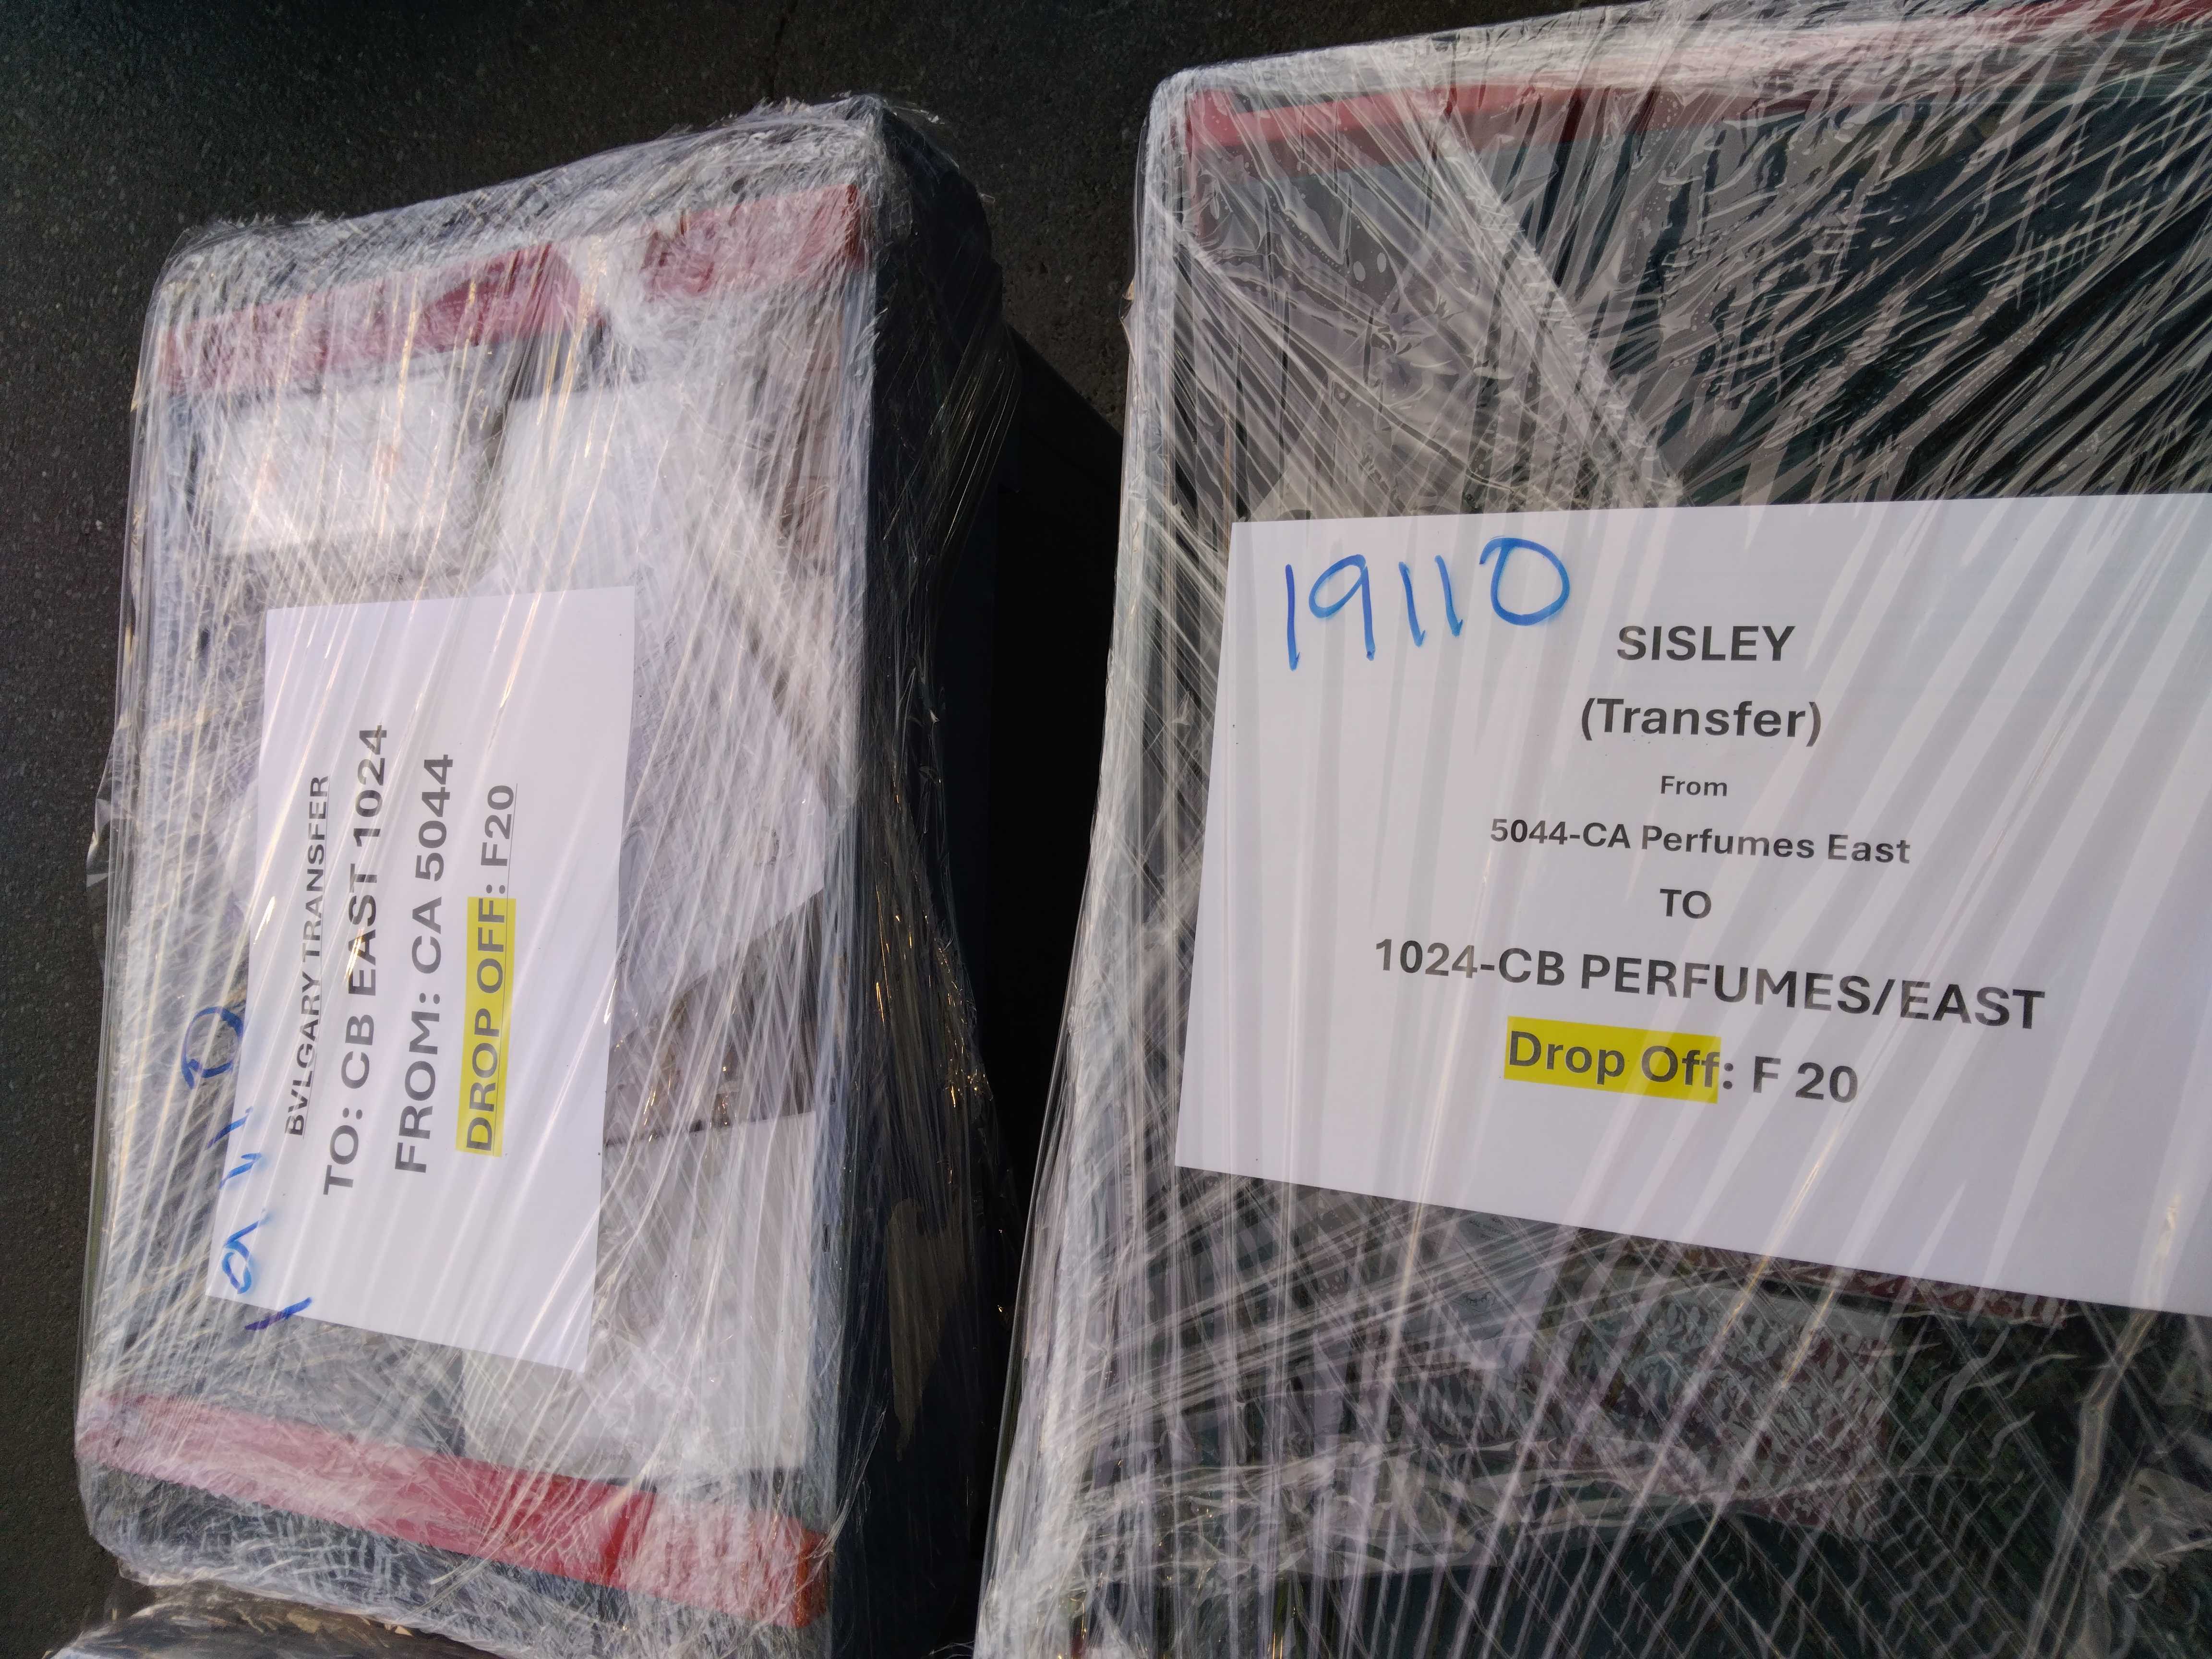 BVLGARY TRANSFER
TO: CB EAST 1024
FROM: CA 5044
DROP OFF: F20
19110
19110
SISLEY
(Transfer)
From
5044-CA Perfumes East
TO
1024-CB PERFUMES/EAST
Drop Off: F 20